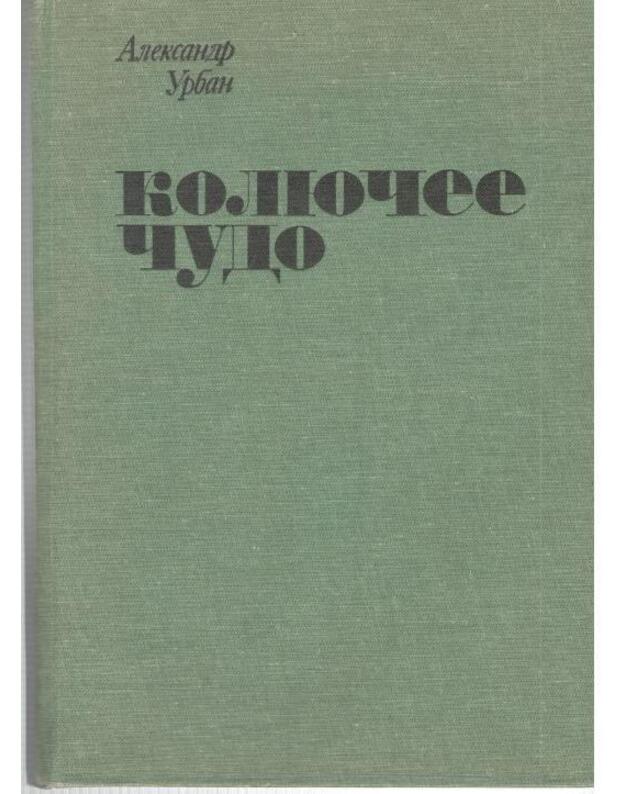 Александр
Урбан
колючее
чудо